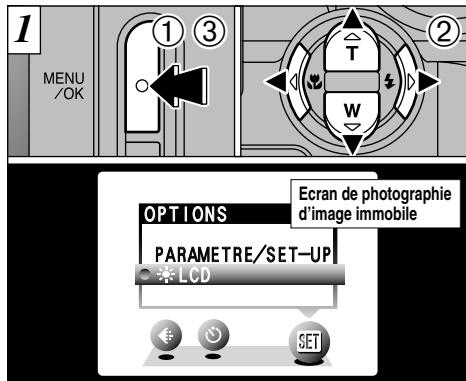 1
① ③
②
MENU
/OK
T
W
Ecran de photographie
d'image immobile
OPTIONS
PARAMETRE/SET-UP
LCD
SET